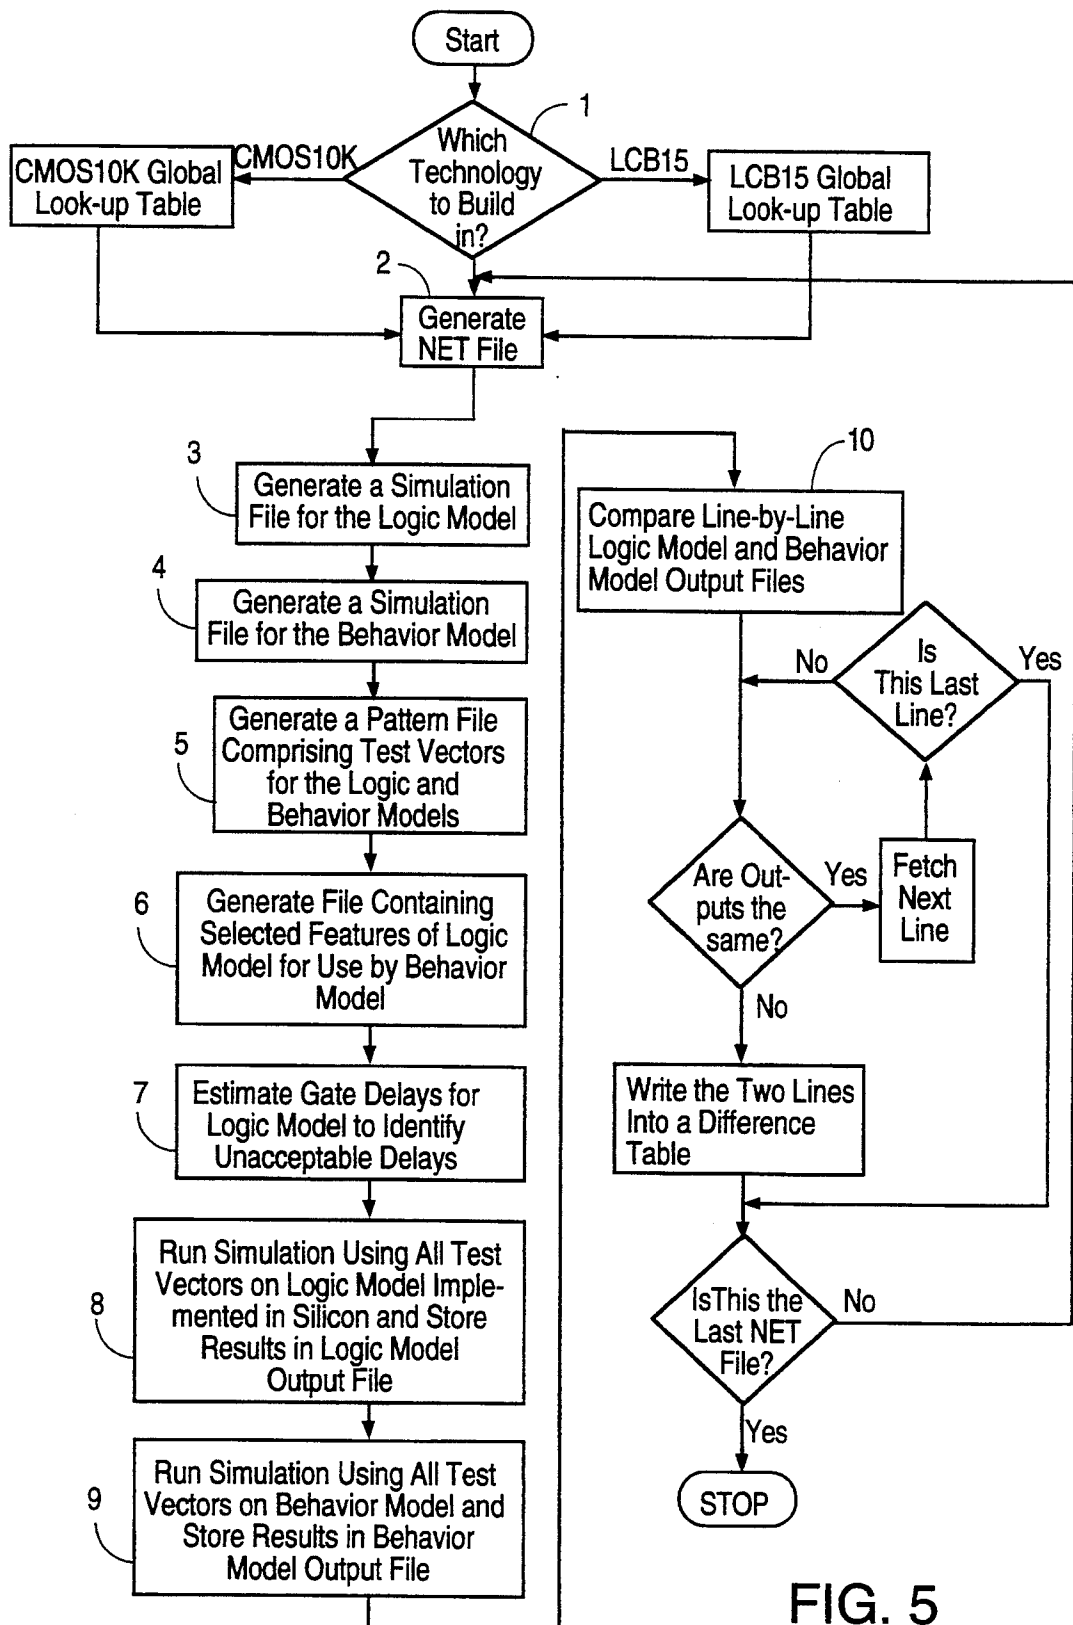 Start
1
Which
Technology
to Build
in?
CMOS10K
LCB15
CMOS10K Global
Look-up Table
LCB15 Global
Look-up Table
2
Generate
NET File
3
Generate a Simulation
File for the Logic Model
4
Generate a Simulation
File for the Behavior Model
5
Generate a Pattern File
Comprising Test Vectors
for the Logic and
Behavior Models
6
Generate File Containing
Selected Features of Logic
Model for Use by Behavior
Model
7
Estimate Gate Delays for
Logic Model to Identify
Unacceptable Delays
8
Run Simulation Using All Test
Vectors on Logic Model Imple-
mented in Silicon and Store
Results in Logic Model
Output File
9
Run Simulation Using All Test
Vectors on Behavior Model and
Store Results in Behavior
Model Output File
10
Compare Line-by-Line
Logic Model and Behavior
Model Output Files
No
Is
This Last
Line?
Yes
Are Out-
puts the
same?
Yes
Fetch
Next
Line
No
Write the Two Lines
Into a Difference
Table
IsThis the
Last NET
File?
No
Yes
STOP
FIG. 5